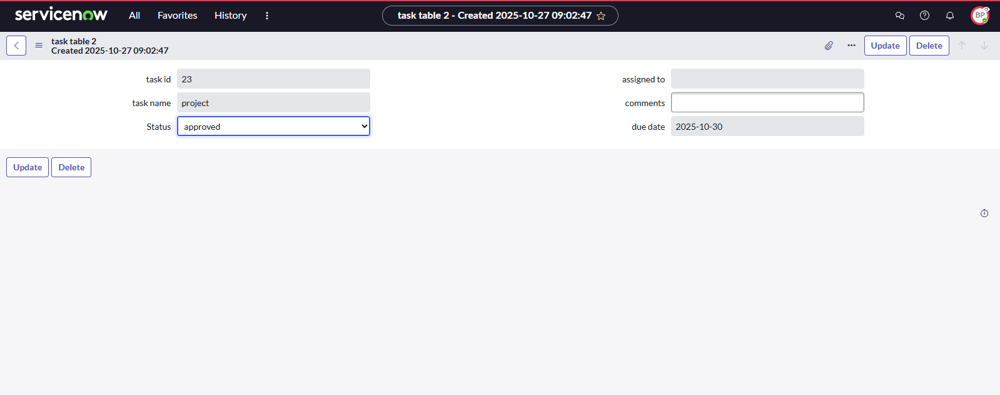 servicenow All Favorites History task table 2 - Created 2025-10-27 09:02:47 BP
task table 2
Created 2025-10-27 09:02:47
Update Delete
task id 23
assigned to
task name project
comments
Status approved
due date 2025-10-30
Update Delete